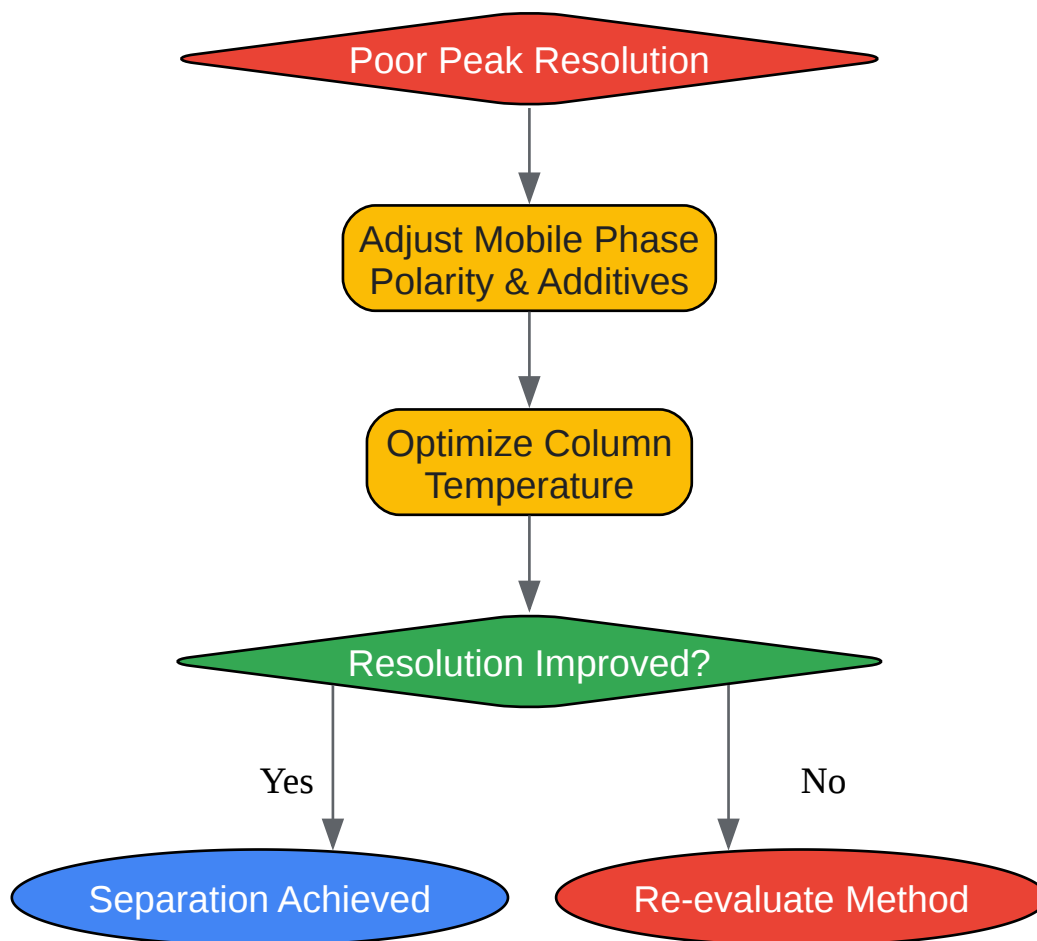 Poor Peak Resolution
Adjust Mobile Phase
Polarity & Additives
Optimize Column
Temperature
Resolution Improved?
Yes
No
Separation Achieved
Re-evaluate Method